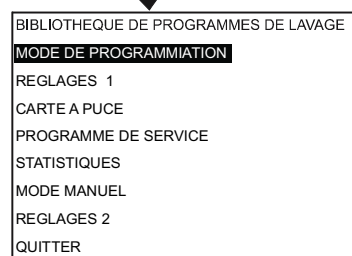 BIBLIOTHEQUE DE PROGRAMMES DE LAVAGE
MODE DE PROGRAMMIATION
REGLAGES 1
CARTE A PUCE
PROGRAMME DE SERVICE
STATISTIQUES
MODE MANUEL
REGLAGES 2
QUITTER